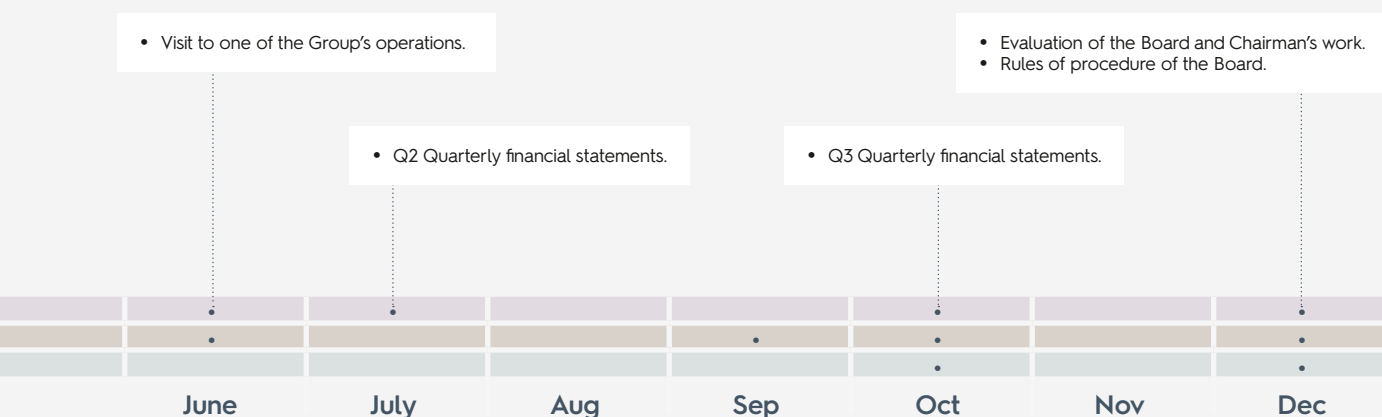 • Visit to one of the Group’s operations.
• Evaluation of the Board and Chairman’s work.
• Rules of procedure of the Board.
• Q2 Quarterly financial statements.
• Q3 Quarterly financial statements.
June July Aug Sep Oct Nov Dec